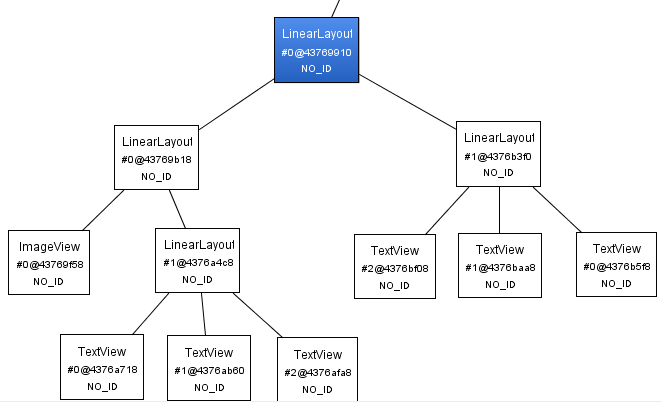 LinearLayout
#0@43769910
NO_ID
LinearLayout
#0@43769b18
NO_ID
LinearLayout
#1@4376b3f0
NO_ID
ImageView
#0@43769f58
NO_ID
LinearLayout
#1@4376a4c8
NO_ID
TextView
#2@4376bf08
NO_ID
TextView
#1@4376baa8
NO_ID
TextView
#0@4376b5f8
NO_ID
TextView
#0@4376a718
NO_ID
TextView
#1@4376ab60
NO_ID
TextView
#2@4376afa8
NO_ID